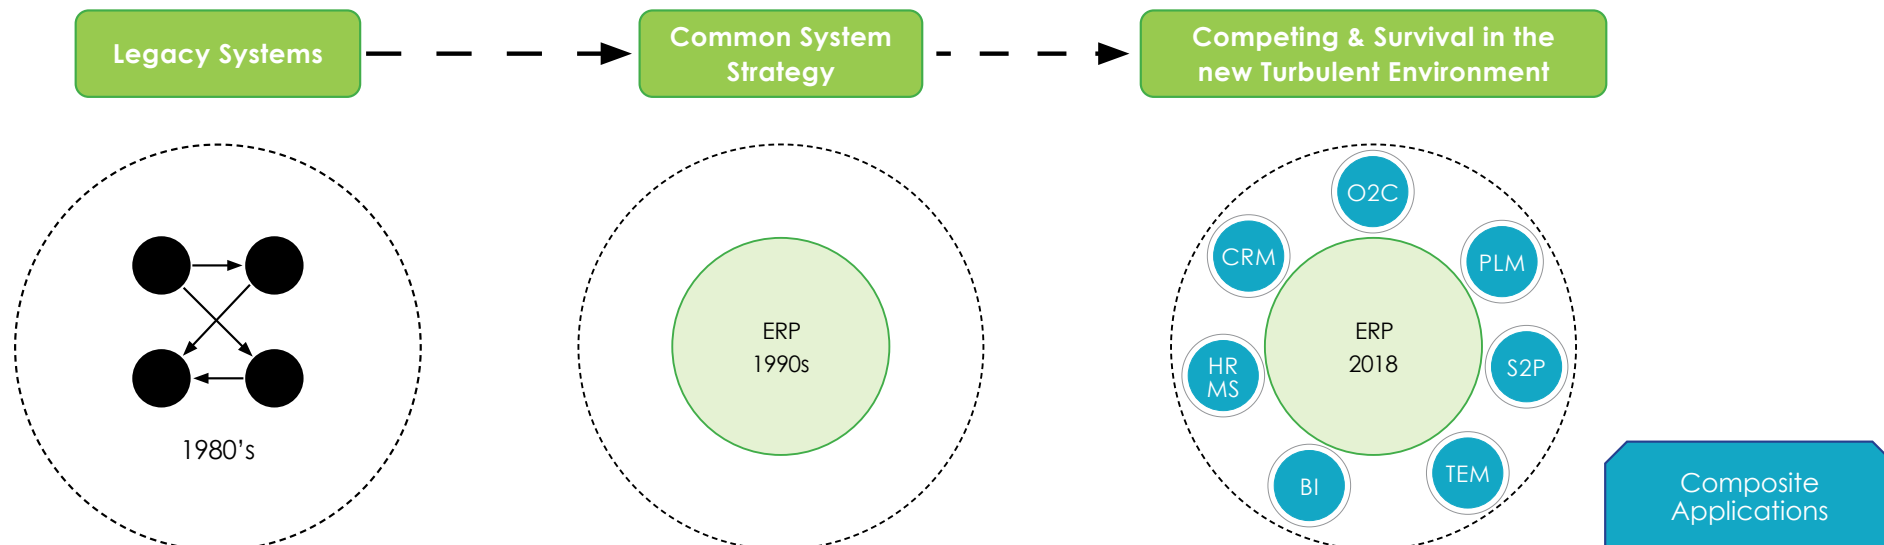 Legacy Systems
Common System
Strategy
Competing & Survival in the
new Turbulent Environment
1980’s
ERP
1990s
O2C
CRM
PLM
ERP
2018
HR
MS
S2P
BI
TEM
Composite
Applications